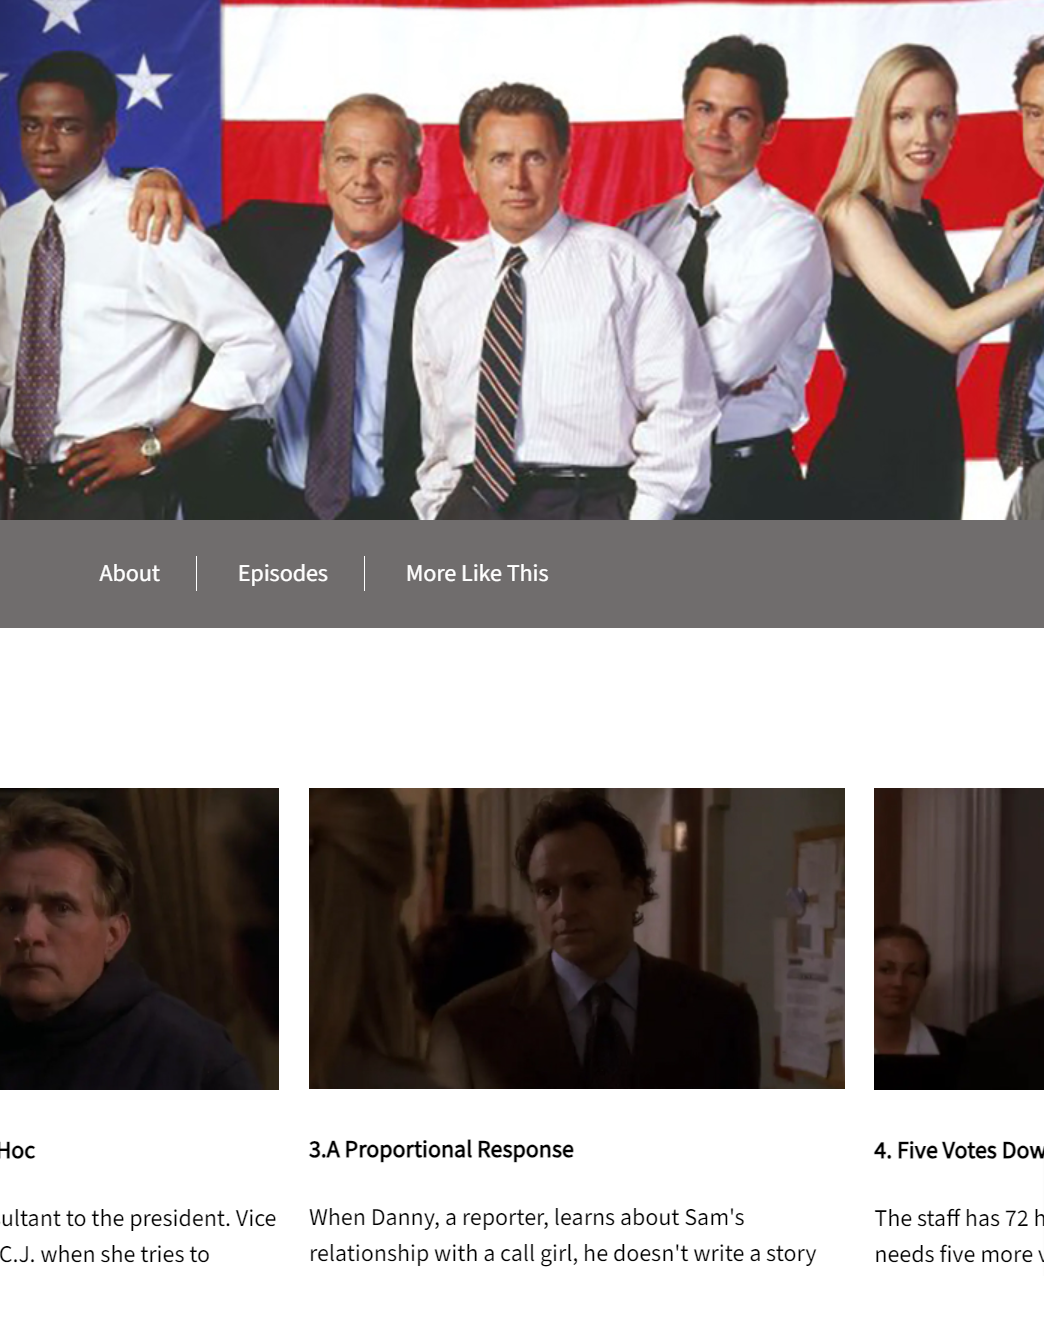 About
Episodes
More Like This
Hoc
3.A Proportional Response
4. Five Votes Dow
ultant to the president. Vice
C.J. when she tries to
When Danny, a reporter, learns about Sam's
relationship with a call girl, he doesn't write a story
The staff has 72 h
needs five more v